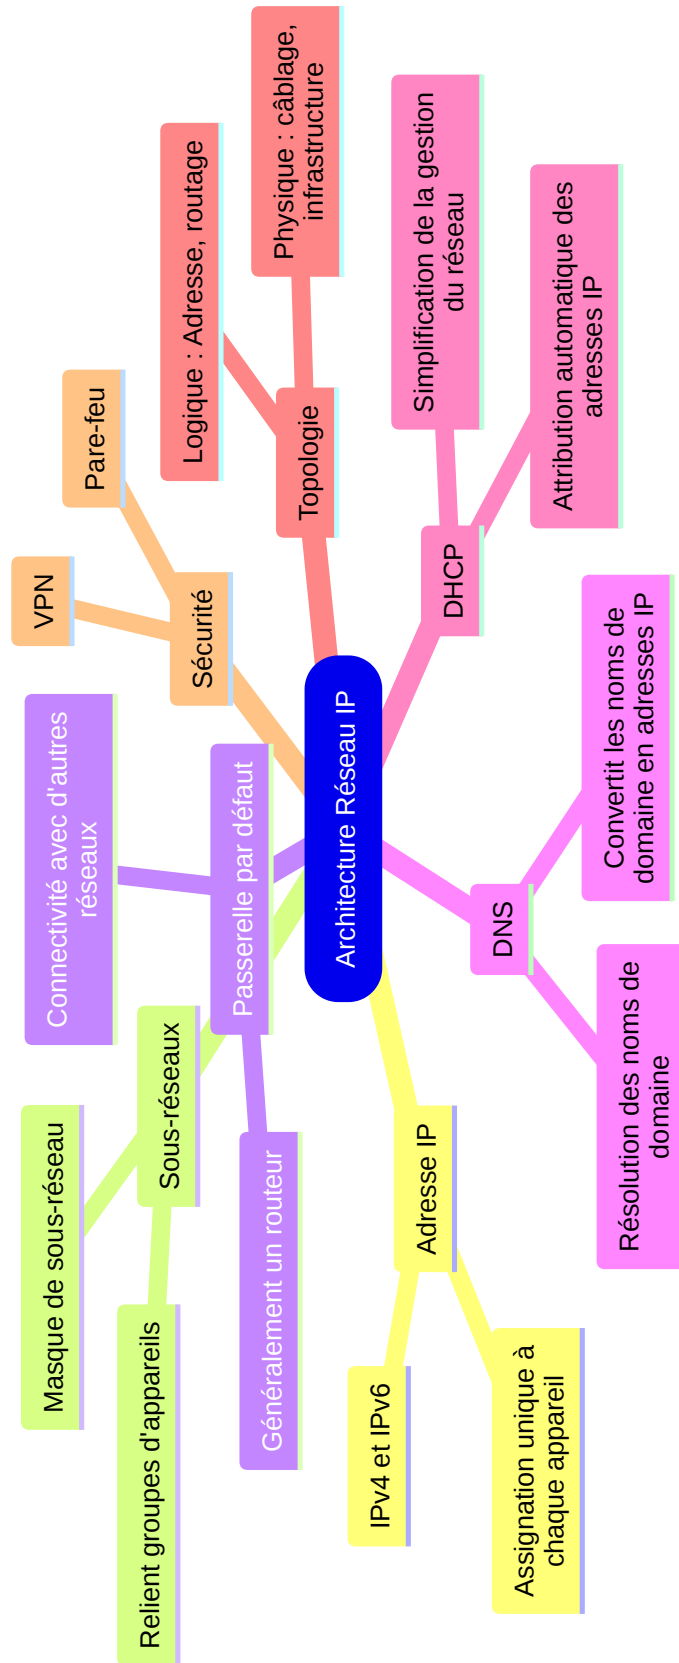 Architecture Réseau IP
Adresse IP
IPv4 et IPv6
Assignation unique à
chaque appareil
Sous-réseaux
Masque de sous-réseau
Relient groupes d'appareils
Passerelle par défaut
Généralement un routeur
Connectivité avec d'autres
réseaux
DNS
Résolution des noms de
domaine
Convertit les noms de
domaine en adresses IP
DHCP
Attribution automatique des
adresses IP
Simplification de la gestion
du réseau
Sécurité
Pare-feu
VPN
Topologie
Physique : câblage,
infrastructure
Logique : Adresse, routage